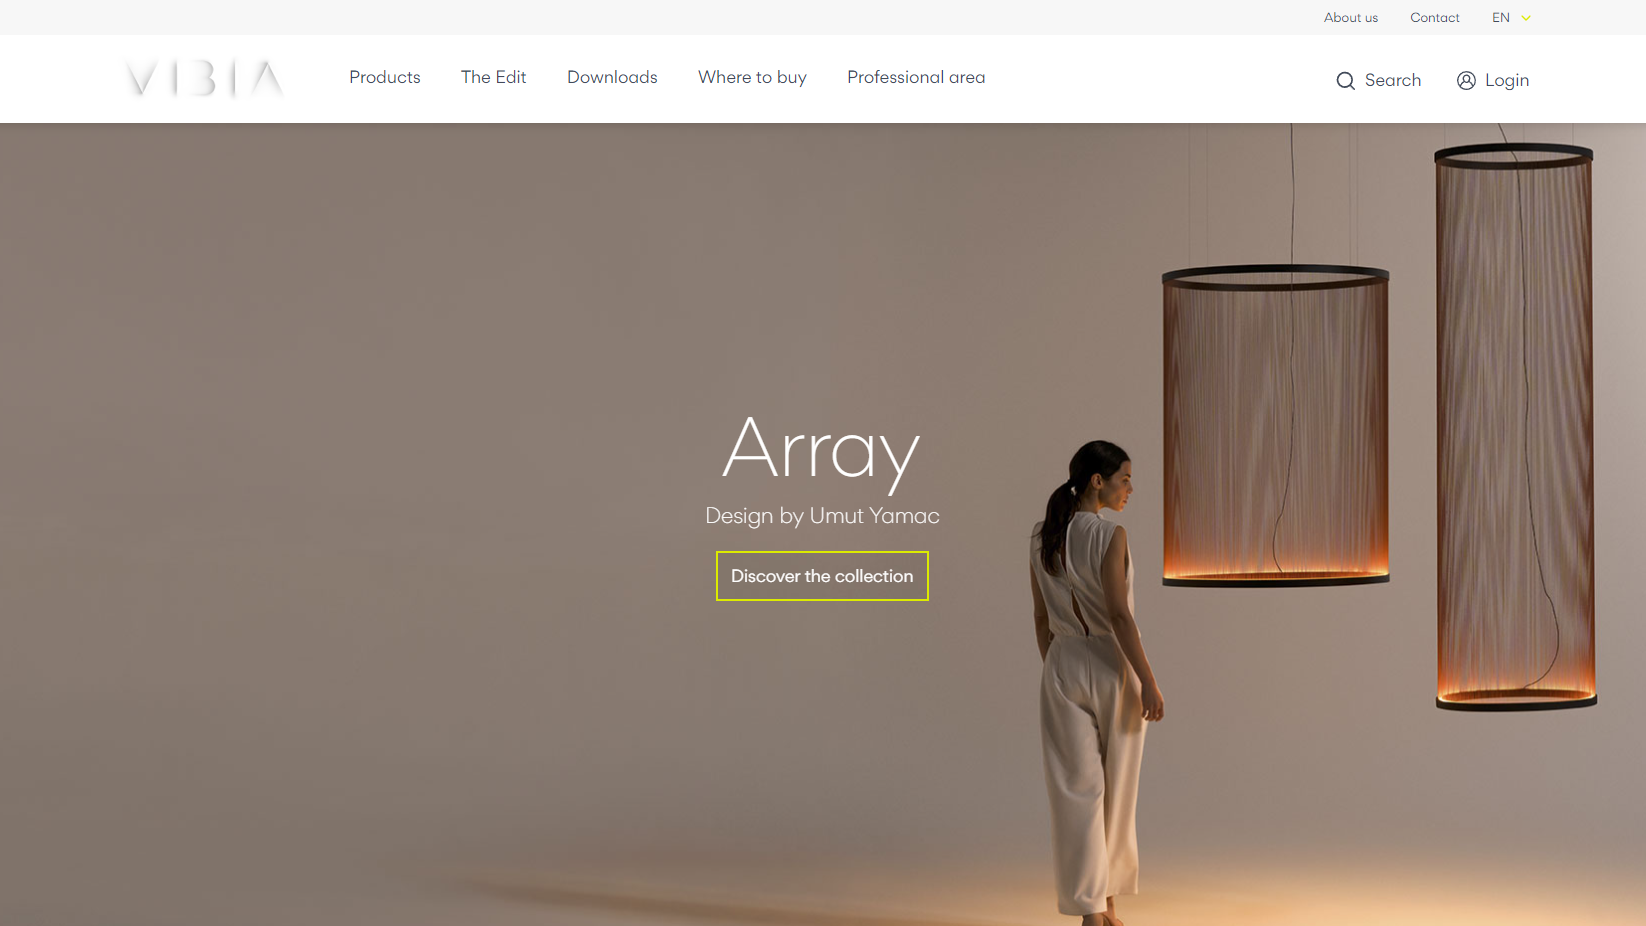 About us
Contact
EN
VIBIA
Products
The Edit
Downloads
Where to buy
Professional area
Search
Login
Array
Design by Umut Yamac
Discover the collection